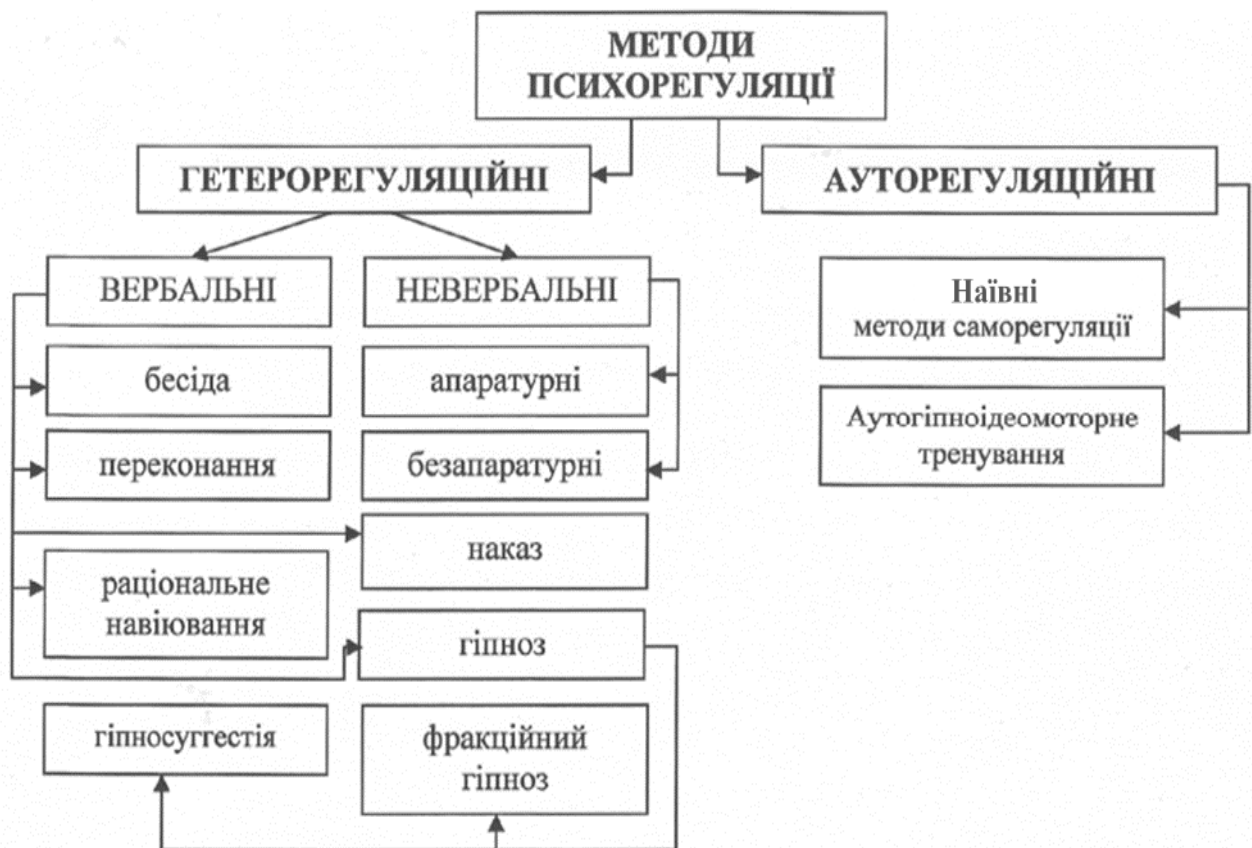 МЕТОДИ
ПСИХОРЕГУЛЯЦІЇ
ГЕТЕРОРЕГУЛЯЦІЙНІ
АУТОРЕГУЛЯЦІЙНІ
ВЕРБАЛЬНІ
НЕВЕРБАЛЬНІ
Наївні
методи саморегуляції
бесіда
апаратурні
Аутогіпноідеомоторне
тренування
переконання
безапаратурні
наказ
раціональне
навіювання
гіпноз
гіпносуггестія
фракційний
гіпноз